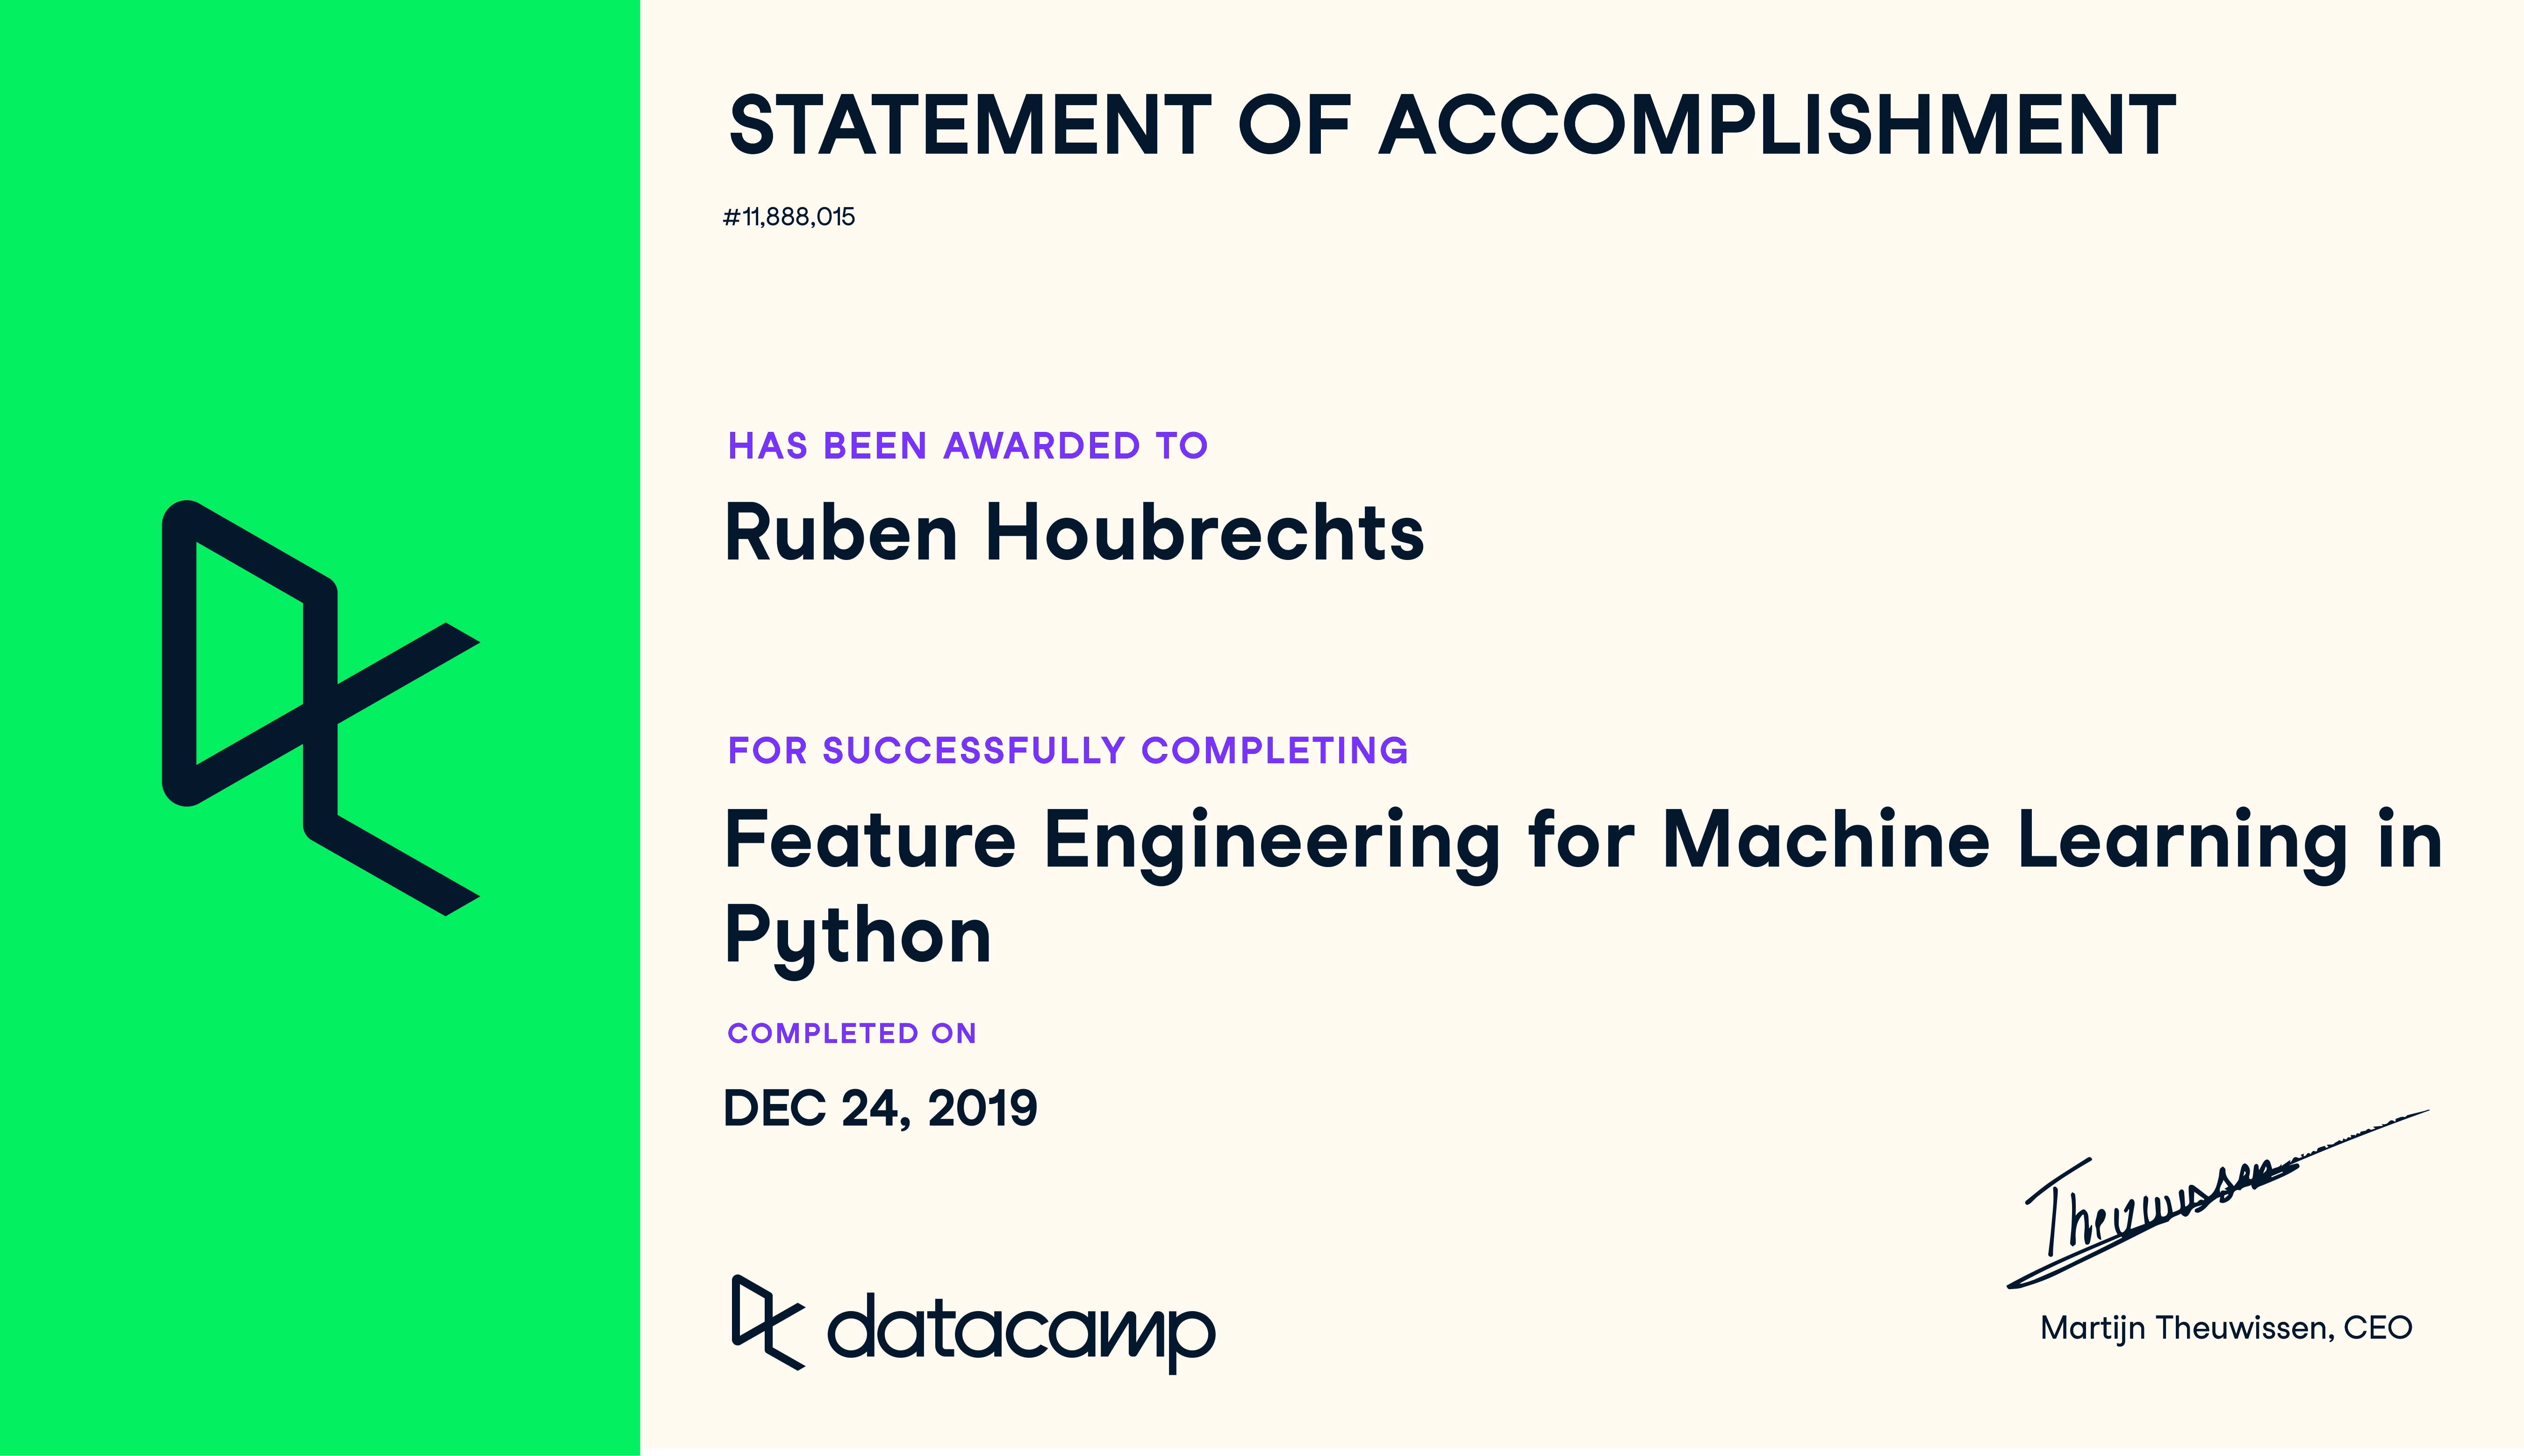 STATEMENT OF ACCOMPLISHMENT
#11,888,015
HAS BEEN AWARDED TO
Ruben Houbrechts
FOR SUCCESSFULLY COMPLETING
Feature Engineering for Machine Learning in
Python
COMPLETED ON
DEC 24, 2019
Theuwissen
datacamp
Martijn Theuwissen, CEO